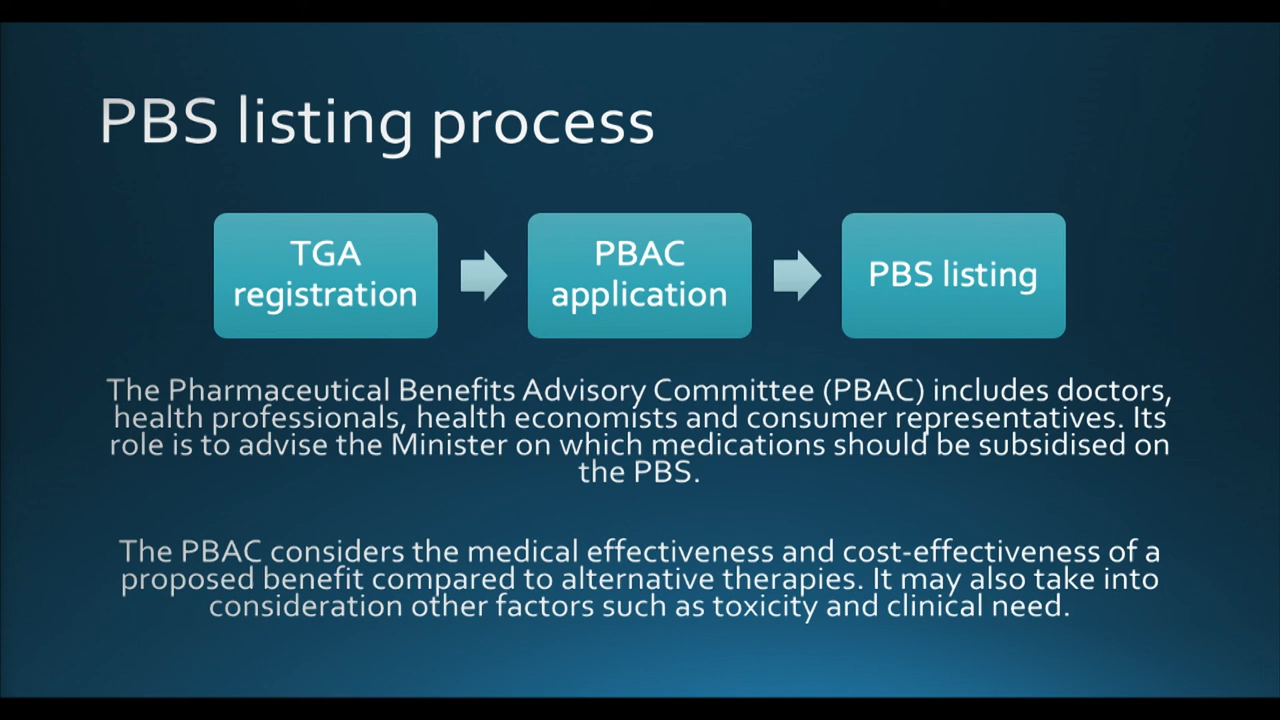 PBS listing process
TGA
registration
PBAC
application
PBS listing
The Pharmaceutical Benefits Advisory Committee (PBAC) includes doctors,
health professionals, health economists and consumer representatives. Its
role is to advise the Minister on which medications should be subsidised on
the PBS.
The PBAC considers the medical effectiveness and cost-effectiveness of a
proposed benefit compared to alternative therapies. It may also take into
consideration other factors such as toxicity and clinical need.